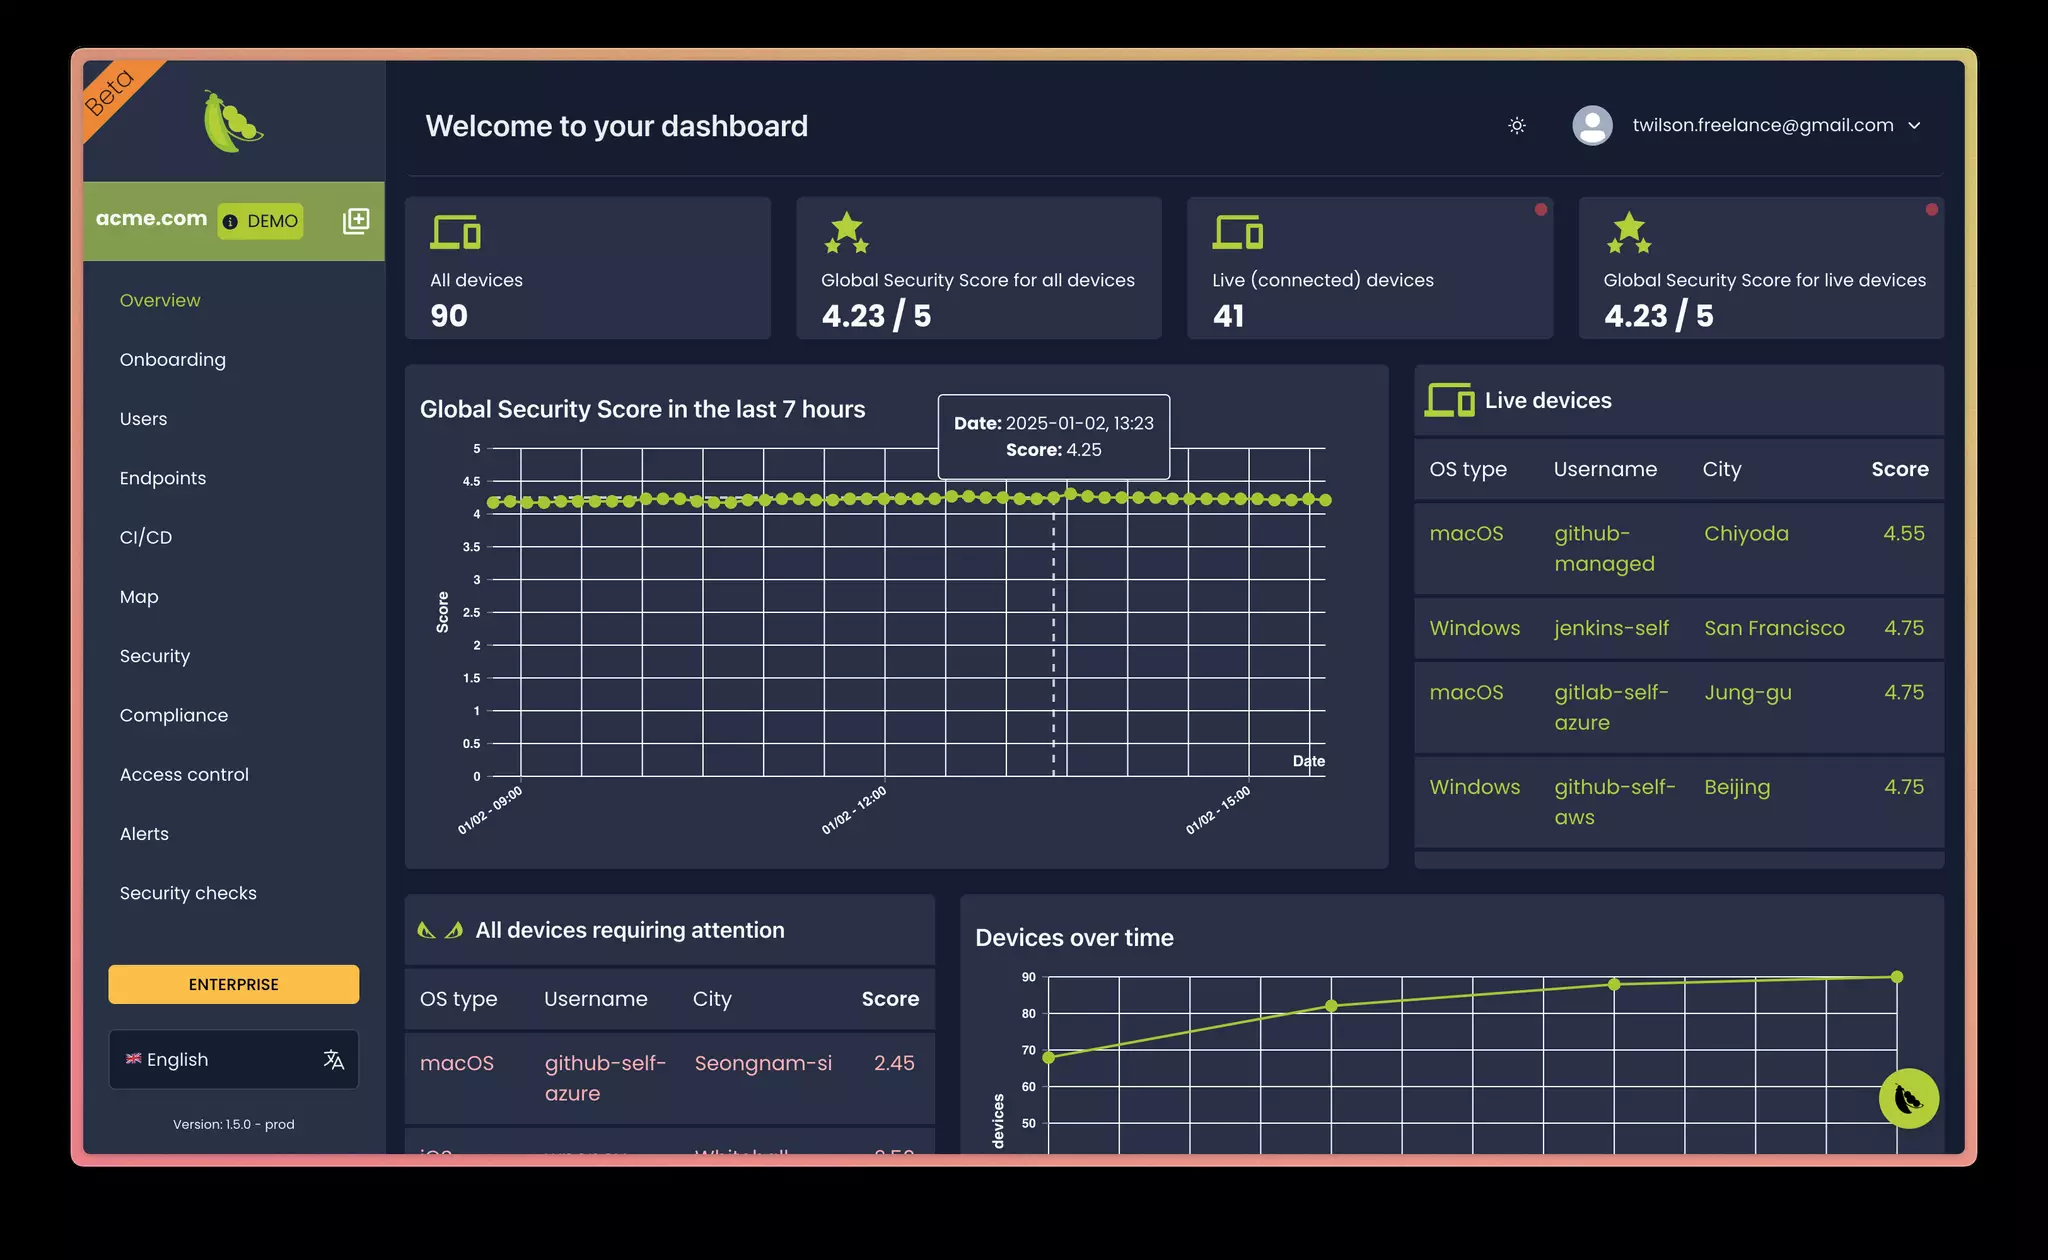 Beta
Welcome to your dashboard
twilson.freelance@gmail.com
acme.com
DEMO
Overview
Onboarding
Users
Endpoints
CI/CD
Map
Security
Compliance
Access control
Alerts
Security checks
ENTERPRISE
English
Version: 1.5.0 - prod
All devices
90
Global Security Score for all devices
4.23 / 5
Live (connected) devices
41
Global Security Score for live devices
4.23 / 5
Global Security Score in the last 7 hours
Date: 2025-01-02, 13:23
Score: 4.25
5
4.5
4
3.5
3
2.5
2
1.5
1
0.5
0
Score
Date
01/02 - 09:00
01/02 - 12:00
01/02 - 15:00
Live devices
OS type Username City Score
macOS github-managed Chiyoda 4.55
Windows jenkins-self San Francisco 4.75
macOS gitlab-self-azure Jung-gu 4.75
Windows github-self-aws Beijing 4.75
All devices requiring attention
OS type Username City Score
macOS github-self-azure Seongnam-si 2.45
Devices over time
90
80
70
60
50
devices